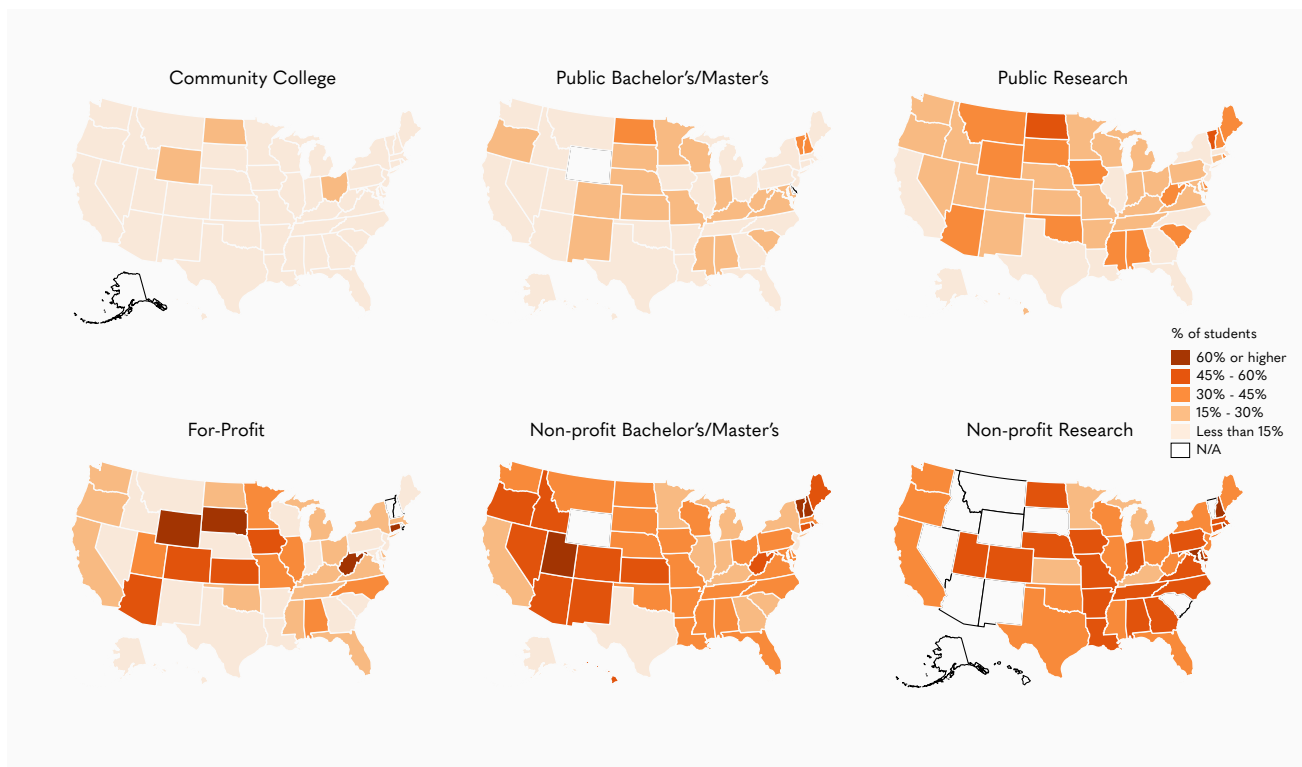 Community College
Public Bachelor's/Master's
Public Research
% of students
60% or higher
45% - 60%
30% - 45%
15% - 30%
Less than 15%
N/A
For-Profit
Non-profit Bachelor's/Master's
Non-profit Research